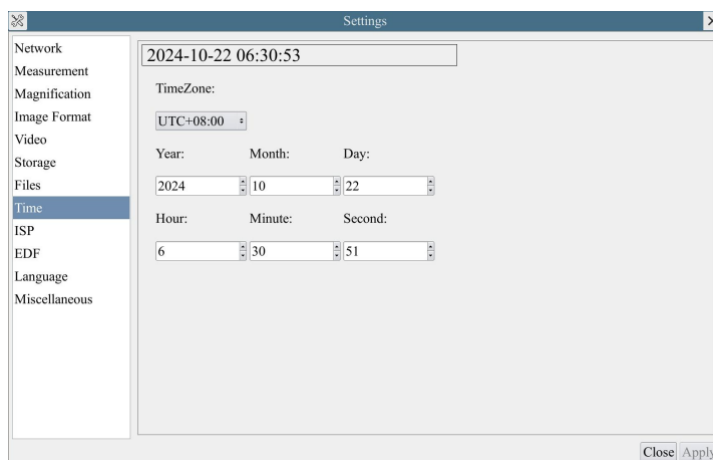 Settings
Network
Measurement
Magnification
Image Format
Video
Storage
Files
Time
ISP
EDF
Language
Miscellaneous
2024-10-22 06:30:53
TimeZone:
UTC+08:00
Year: Month: Day:
2024 10 22
Hour: Minute: Second:
6 30 51
Close Apply